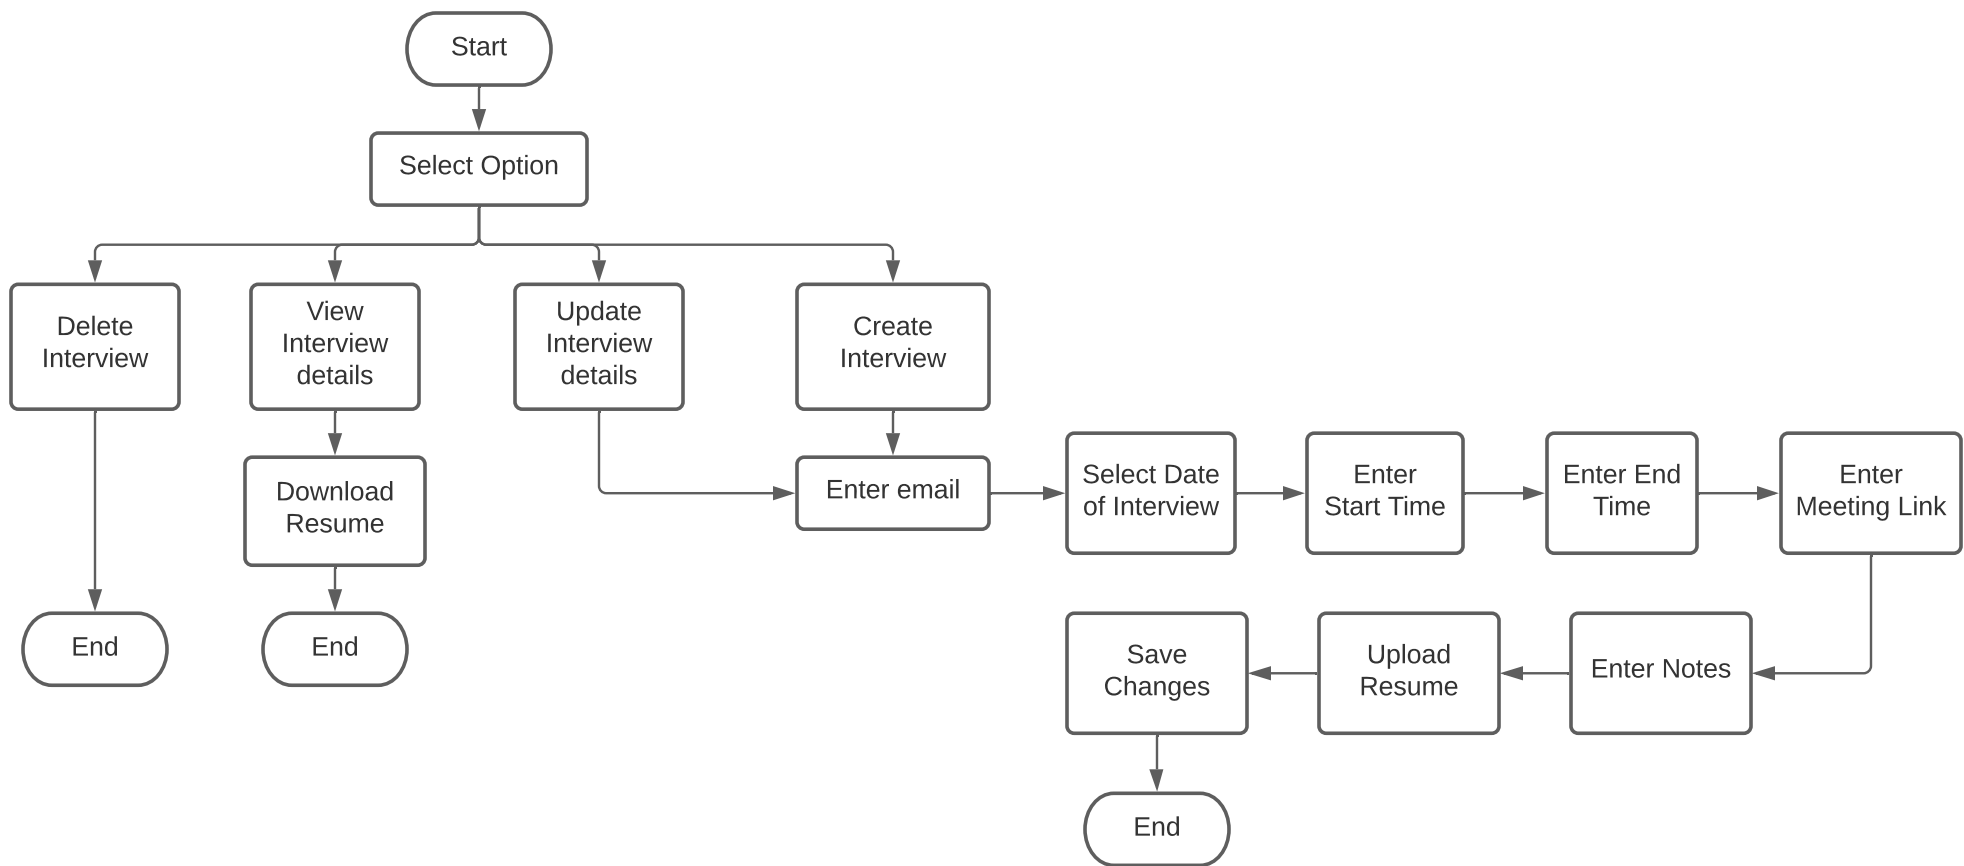 Start
Select Option
Delete
Interview
View
Interview
details
Update
Interview
details
Create
Interview
Download
Resume
Enter email
Select Date
of Interview
Enter
Start Time
Enter End
Time
Enter
Meeting Link
End
End
Save
Changes
Upload
Resume
Enter Notes
End